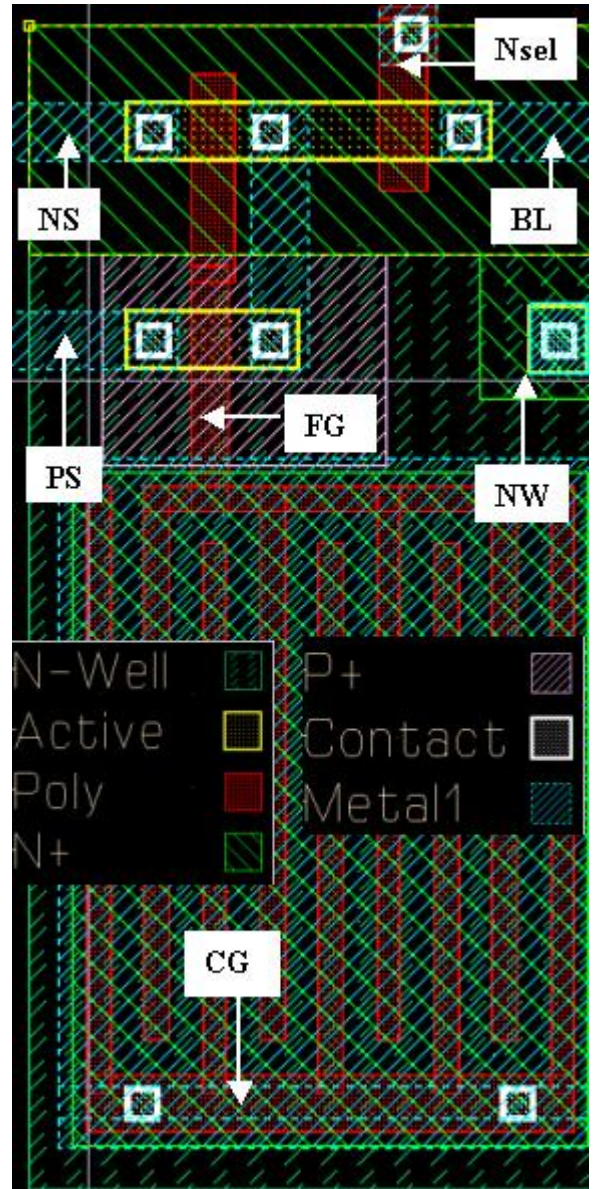 Nsel
NS
BL
FG
PS
NW
N-Well
Active
Poly
N+
P+
Contact
Metal1
CG